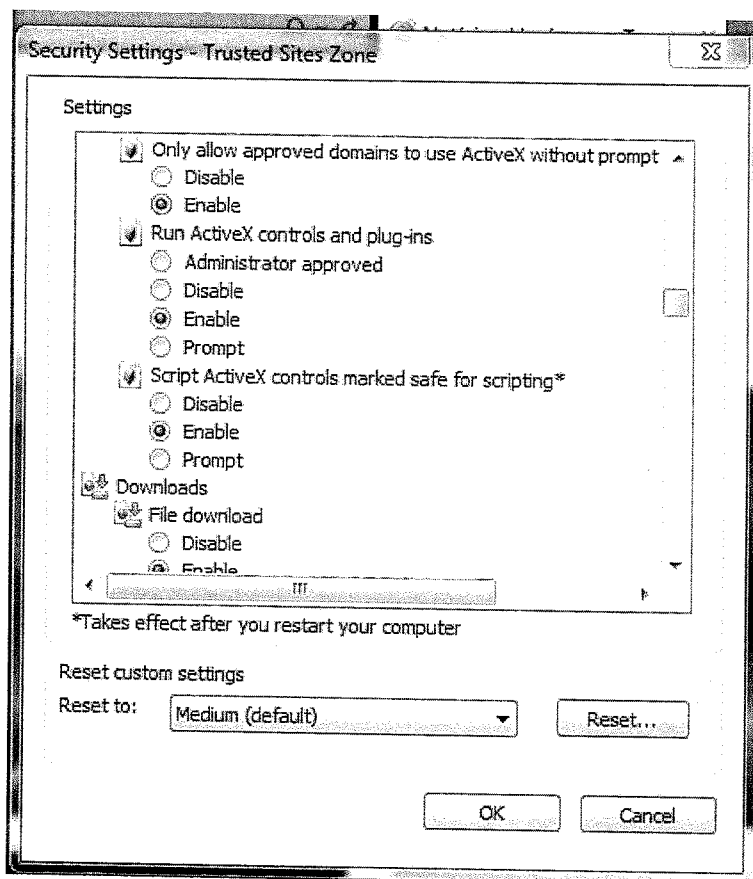 Security Settings - Trusted Sites Zone
Settings
Only allow approved domains to use ActiveX without prompt
Disable
Enable
Run ActiveX controls and plug-ins
Administrator approved
Disable
Enable
Prompt
Script ActiveX controls marked safe for scripting*
Disable
Enable
Prompt
Downloads
File download
Disable
Enable
*Takes effect after you restart your computer
Reset custom settings
Reset to:
Medium (default)
Reset...
OK
Cancel